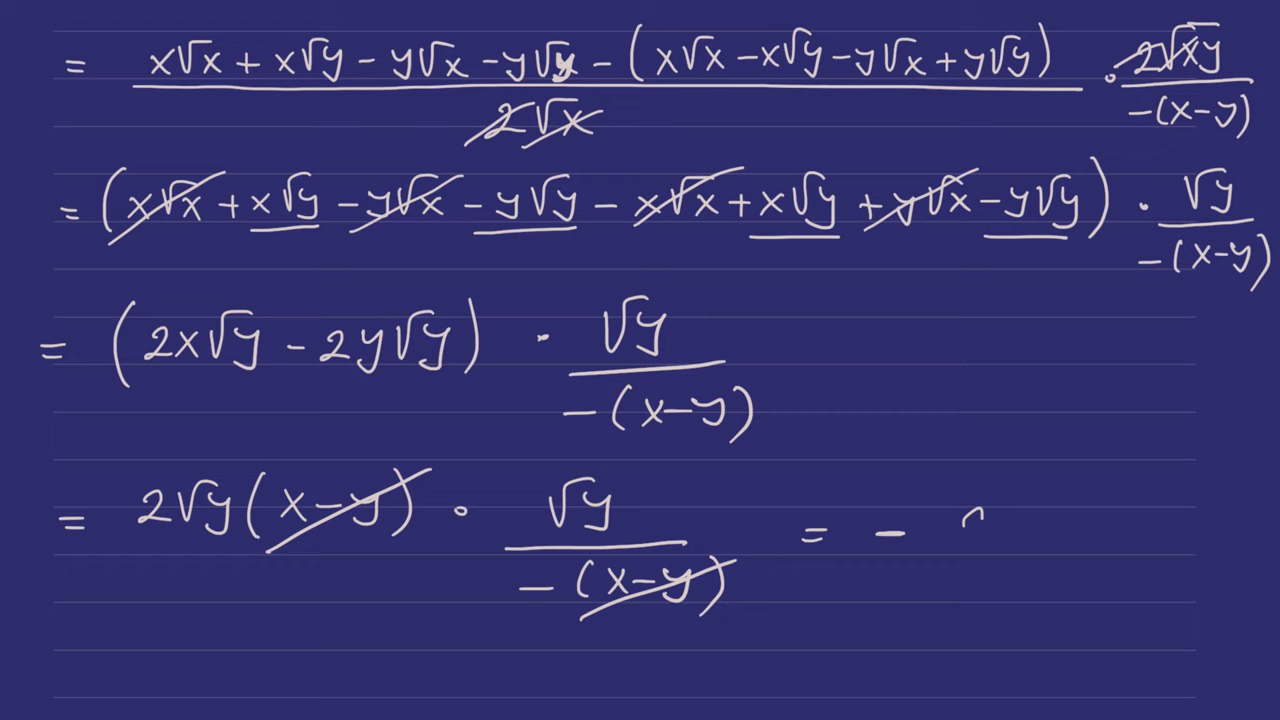 = (x√x + x√y - y√x - y√y - (x√x - x√y - y√x + y√y)) / (2√x) · (2√xy) / (-(x-y))
= (x√x + x√y - y√x - y√y - x√x + x√y + y√x - y√y) · √y / (-(x-y))
= (2x√y - 2y√y) · √y / (-(x-y))
= 2√y (x-y) · √y / (-(x-y)) = -